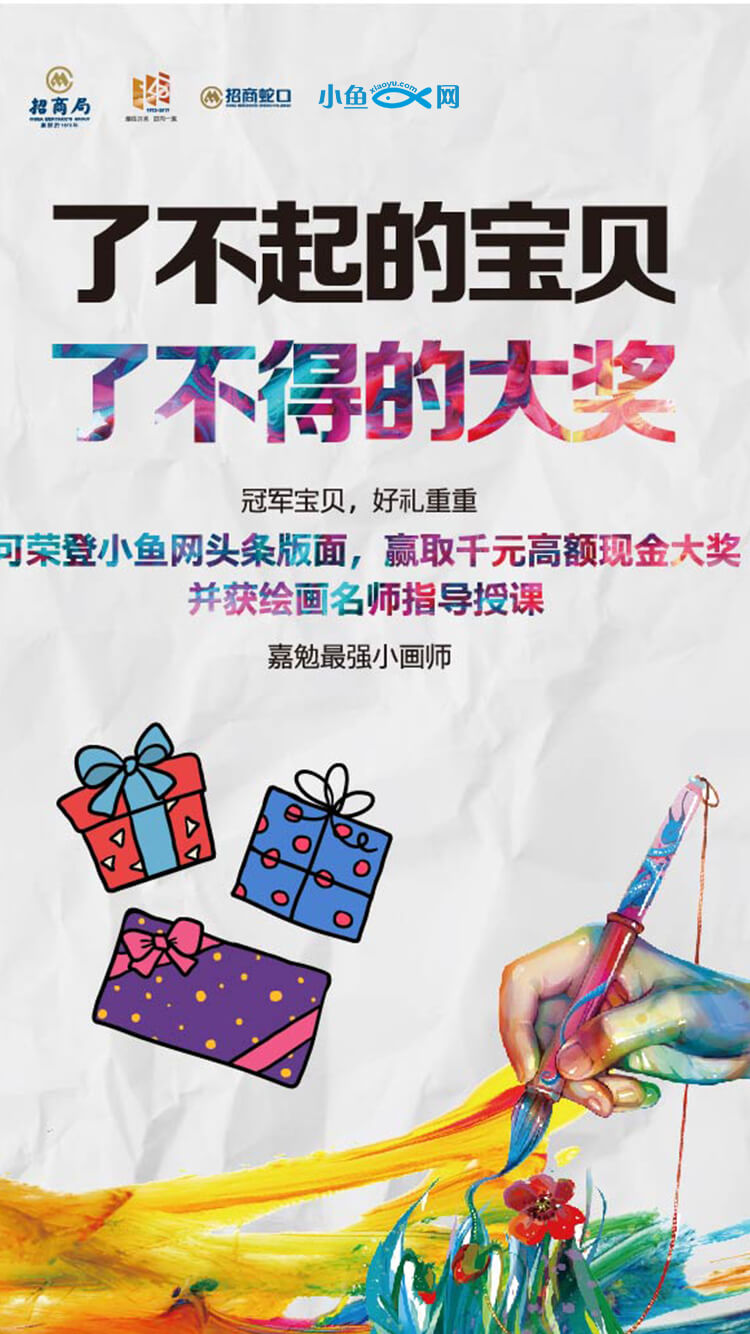 招商局
招商蛇口
小鱼网
xiaoyu.com
了不起的宝贝
了不得的大奖
冠军宝贝，好礼重重
可荣登小鱼网头条版面，赢取千元高额现金大奖
并获绘画名师指导授课
嘉勉最强小画师